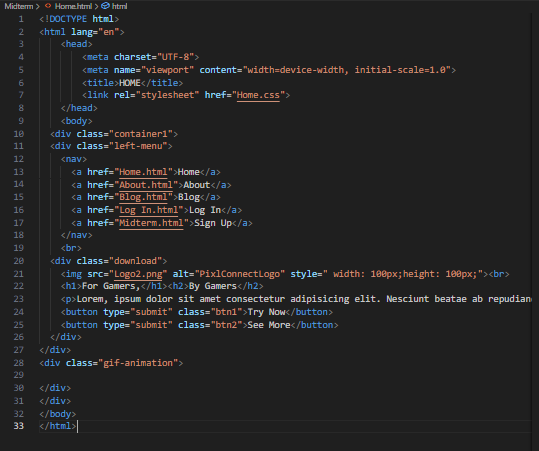 Midterm > Home.html > html
1 <!DOCTYPE html>
2 <html lang="en">
3 <head>
4 <meta charset="UTF-8">
5 <meta name="viewport" content="width=device-width, initial-scale=1.0">
6 <title>HOME</title>
7 <link rel="stylesheet" href="Home.css">
8 </head>
9 <body>
10 <div class="container1">
11 <div class="left-menu">
12 <nav>
13 <a href="Home.html">Home</a>
14 <a href="About.html">About</a>
15 <a href="Blog.html">Blog</a>
16 <a href="Log In.html">Log In</a>
17 <a href="Midterm.html">Sign Up</a>
18 </nav>
19 <br>
20 <div class="download">
21 <img src="Logo2.png" alt="PixlConnectLogo" style=" width: 100px;height: 100px;"><br>
22 <h1>For Gamers,</h1><h2>By Gamers</h2>
23 <p>Lorem, ipsum dolor sit amet consectetur adipisicing elit. Nesciunt beatae ab repudian
24 <button type="submit" class="btn1">Try Now</button>
25 <button type="submit" class="btn2">See More</button>
26 </div>
27 </div>
28 <div class="gif-animation">
29
30 </div>
31 </div>
32 </body>
33 </html>